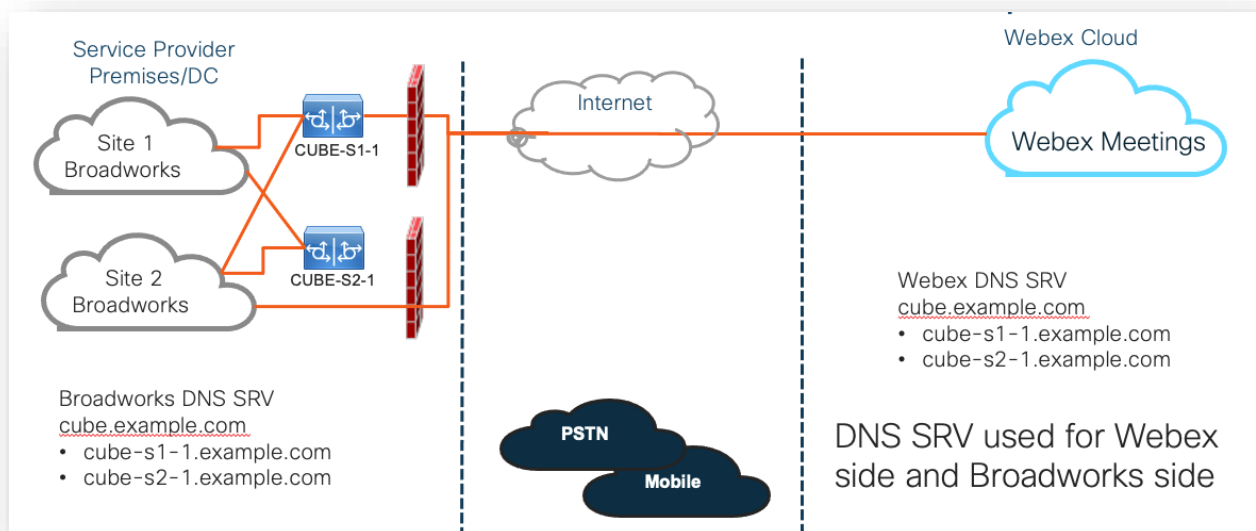 Service Provider
Premises/DC
Site 1
Broadworks
CUBE-S1-1
Site 2
Broadworks
CUBE-S2-1
Internet
Webex Cloud
Webex Meetings
Webex DNS SRV
cube.example.com
• cube-s1-1.example.com
• cube-s2-1.example.com
Broadworks DNS SRV
cube.example.com
• cube-s1-1.example.com
• cube-s2-1.example.com
PSTN
Mobile
DNS SRV used for Webex
side and Broadworks side